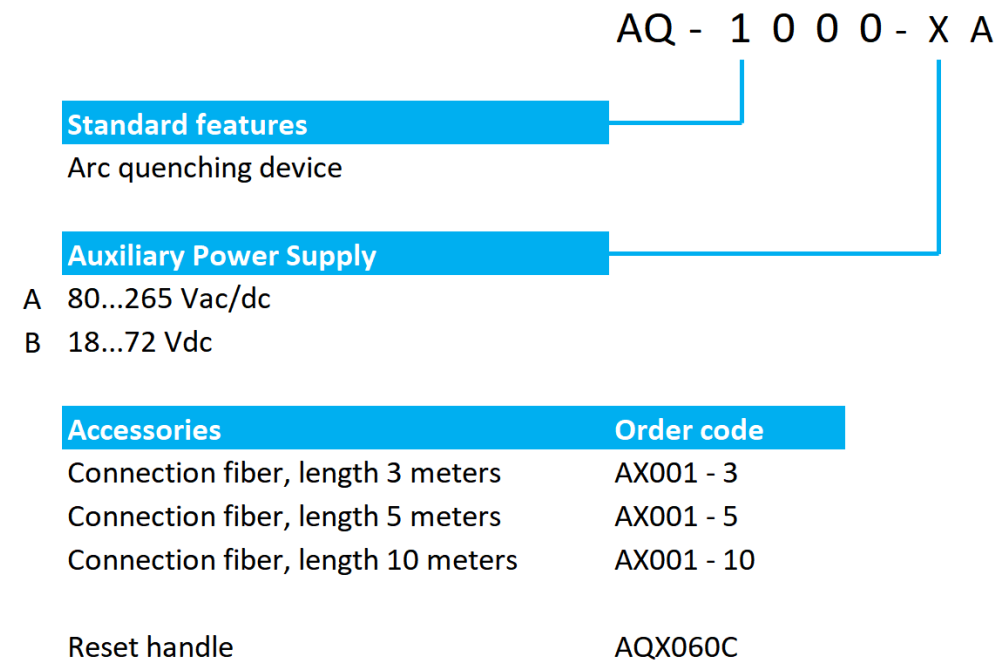 AQ - 1 0 0 0 - X A
Standard features
Arc quenching device
Auxiliary Power Supply
A 80...265 Vac/dc
B 18...72 Vdc
Accessories Order code
Connection fiber, length 3 meters AX001 - 3
Connection fiber, length 5 meters AX001 - 5
Connection fiber, length 10 meters AX001 - 10
Reset handle AQX060C